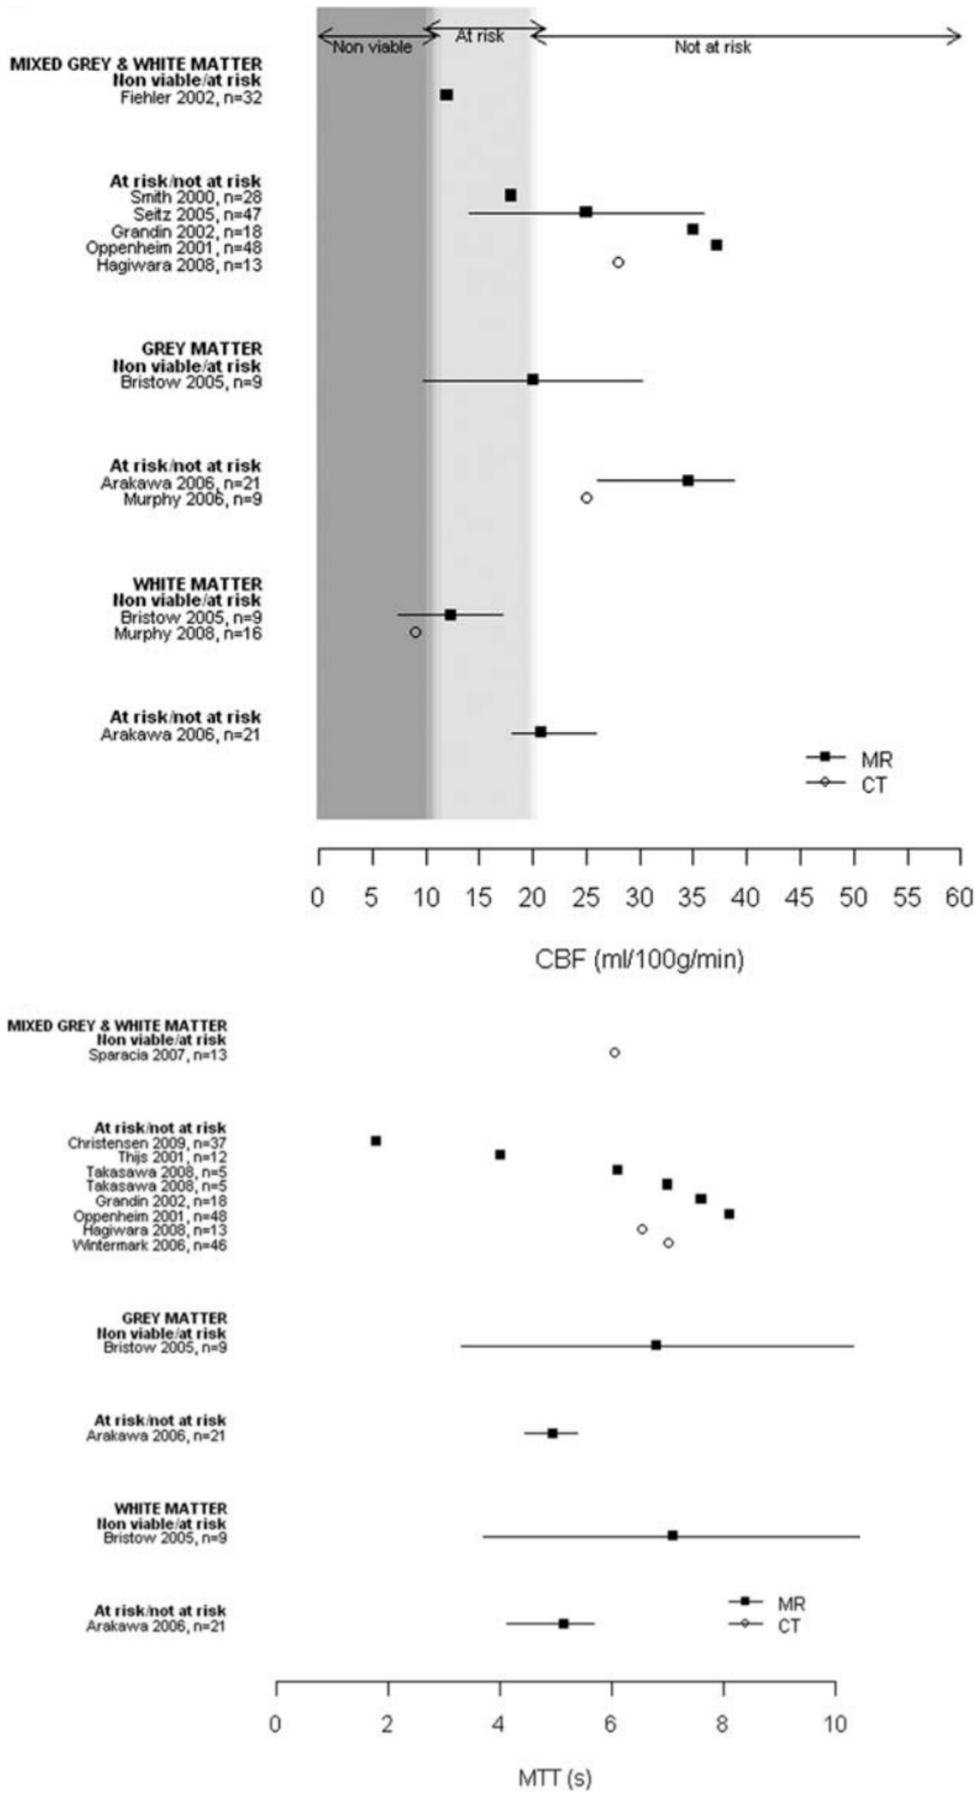 Non viable
At risk
Not at risk
MIXED GREY & WHITE MATTER
Non viable/at risk
Fiehler 2002, n=32
At risk/not at risk
Smith 2000, n=28
Seitz 2005, n=47
Grandin 2002, n=18
Oppenheim 2001, n=48
Hagiwara 2008, n=13
GREY MATTER
Non viable/at risk
Bristow 2005, n=9
At risk/not at risk
Arakawa 2006, n=21
Murphy 2006, n=9
WHITE MATTER
Non viable/at risk
Bristow 2005, n=9
Murphy 2008, n=16
At risk/not at risk
Arakawa 2006, n=21
MR
CT
0 5 10 15 20 25 30 35 40 45 50 55 60
CBF (ml/100g/min)
MIXED GREY & WHITE MATTER
Non viable/at risk
Sparacia 2007, n=13
At risk/not at risk
Christensen 2009, n=37
Thijs 2001, n=12
Takasawa 2008, n=5
Takasawa 2008, n=5
Grandin 2002, n=18
Oppenheim 2001, n=48
Hagiwara 2008, n=13
Wintermark 2006, n=46
GREY MATTER
Non viable/at risk
Bristow 2005, n=9
At risk/not at risk
Arakawa 2006, n=21
WHITE MATTER
Non viable/at risk
Bristow 2005, n=9
At risk/not at risk
Arakawa 2006, n=21
MR
CT
0 2 4 6 8 10
MTT (s)